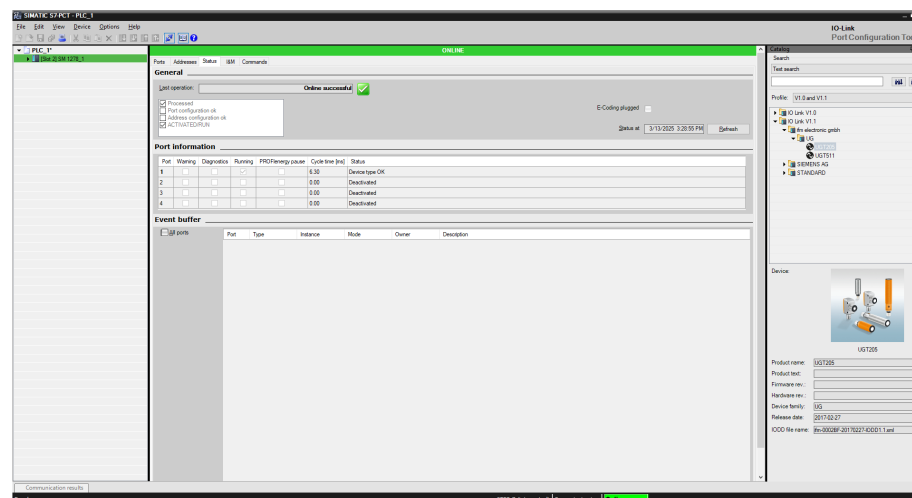 SIMATIC S7-PCT - PLC_1
File Edit View Device Options Help
IO-Link
Port Configuration Too
PLC_1*
[Slot 2] SM 1278_1
ONLINE
Ports Addresses Status I&M Commands
General
Last operation: Online successful
Processed
Port configuration ok
Address configuration ok
ACTIVATED/RUN
E-Coding plugged
Status at 3/13/2025 3:28:55 PM Refresh
Port information
Port Warning Diagnostics Running PROFIenergy pause Cycle time [ms] Status
1 6.30 Device type OK
2 0.00 Deactivated
3 0.00 Deactivated
4 0.00 Deactivated
Event buffer
All ports
Port Type Instance Mode Owner Description
Catalog
Search
Text search
Profile: V1.0 and V1.1
IO Link V1.0
IO Link V1.1
ifm electronic gmbh
UG
UGT205
UGT511
SIEMENS AG
STANDARD
Device:
UGT205
Product name: UGT205
Product text:
Firmware rev.:
Hardware rev.:
Device family: UG
Release date: 2017-02-27
IODD file name: ifm-0002BF-20170227-IODD1.1.xml
Communication results